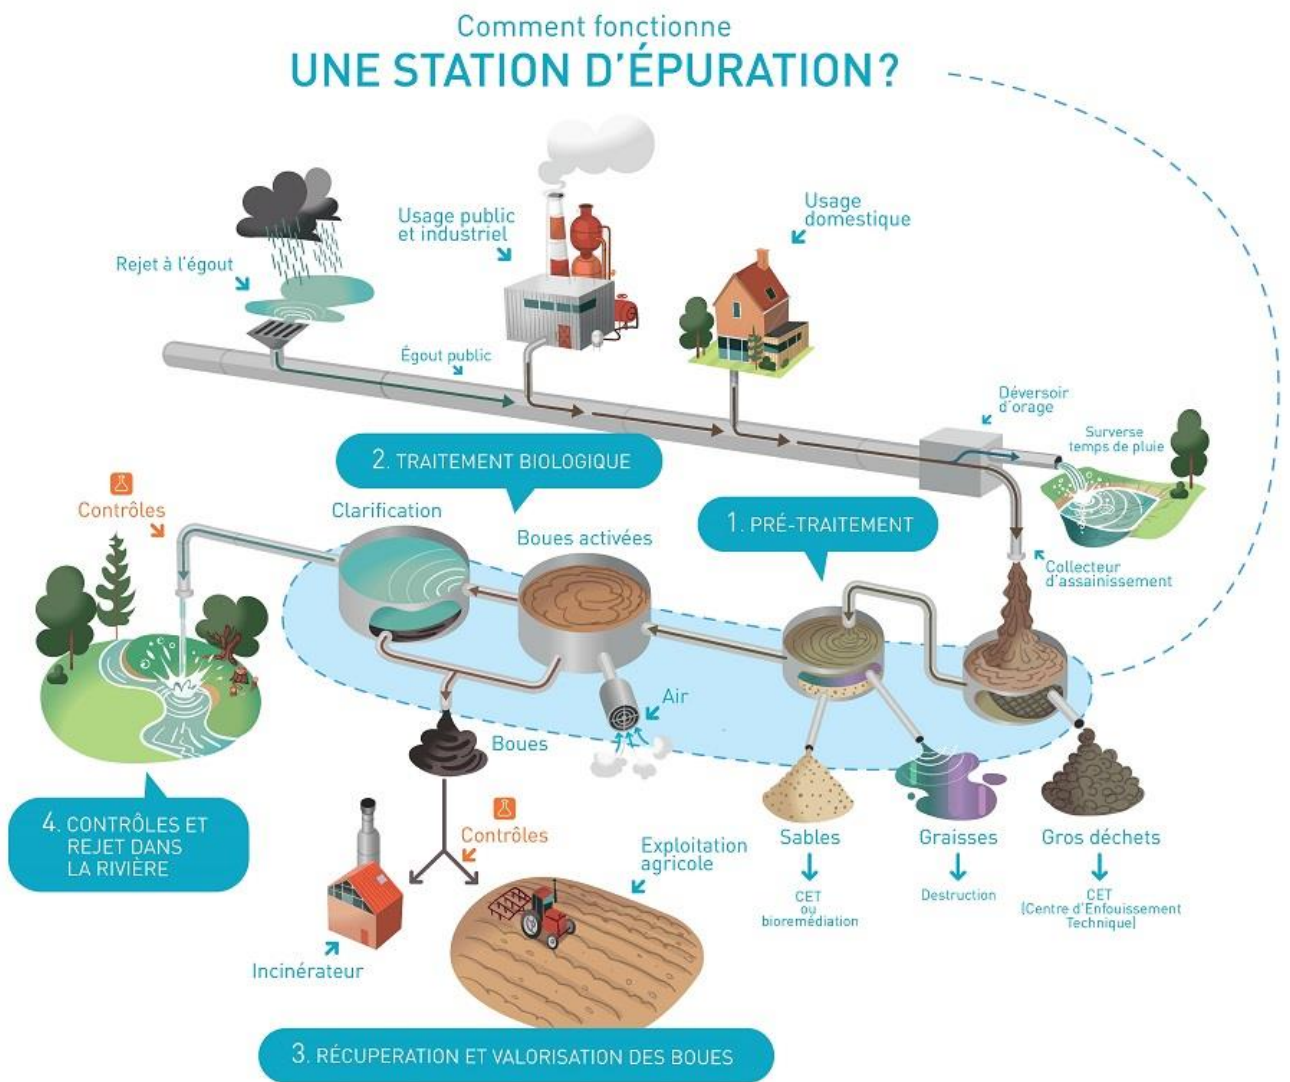 Comment fonctionne
UNE STATION D'ÉPURATION?
Rejet à l'égout
Usage public
et industriel
Usage
domestique
Égout public
Déversoir
d'orage
Surverse
temps de pluie
2. TRAITEMENT BIOLOGIQUE
1. PRÉ-TRAITEMENT
Contrôles
Clarification
Boues activées
Collecteur
d'assainissement
Air
Boues
4. CONTRÔLES ET
REJET DANS
LA RIVIÈRE
Contrôles
Exploitation
agricole
Incinérateur
Sables
CET
ou
bioremédiation
Graisses
Destruction
Gros déchets
CET
(Centre d'Enfouissement
Technique)
3. RÉCUPERATION ET VALORISATION DES BOUES